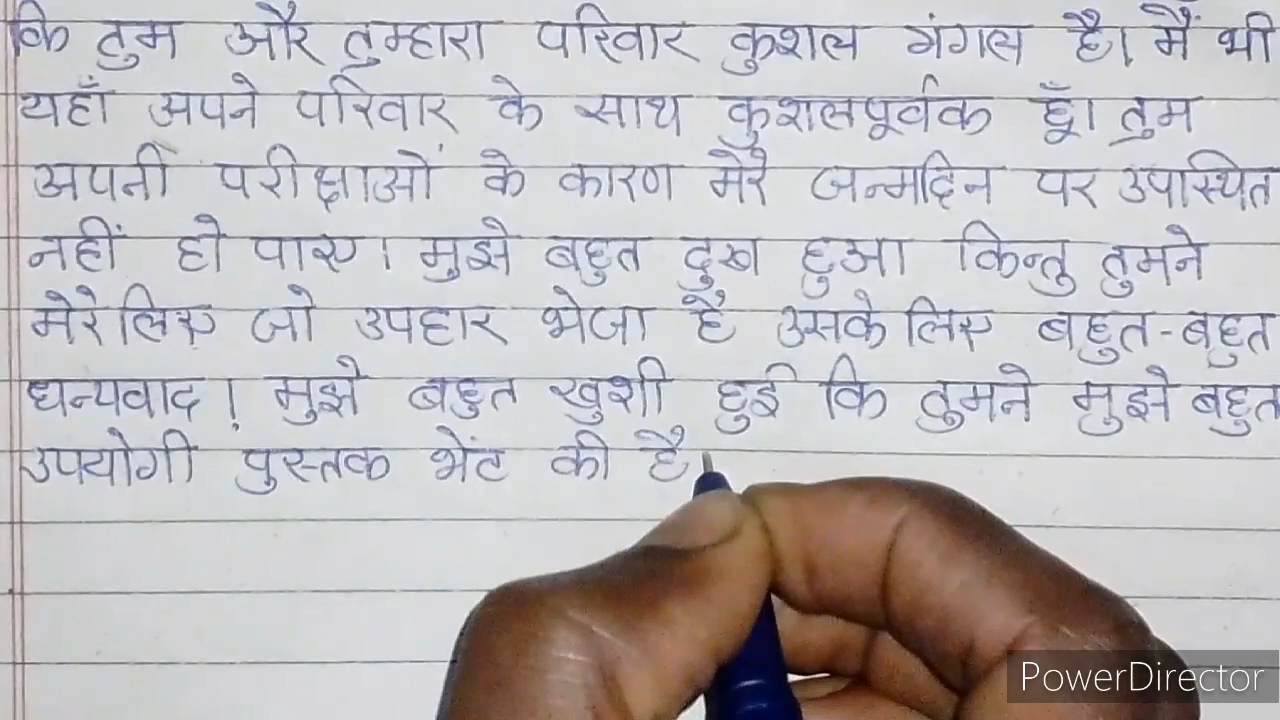 कि तुम और तुम्हारा परिवार कुशल मंगल है। मैं भी
यहाँ अपने परिवार के साथ कुशलपूर्वक हूँ। तुम
अपनी परीक्षाओं के कारण मेरे जन्मदिन पर उपस्थित
नहीं हो पाए। मुझे बहुत दुख हुआ किन्तु तुमने
मेरे लिए जो उपहार भेजा है उसके लिए बहुत-बहुत
धन्यवाद! मुझे बहुत खुशी हुई कि तुमने मुझे बहुत
उपयोगी पुस्तक भेंट की है
PowerDirector